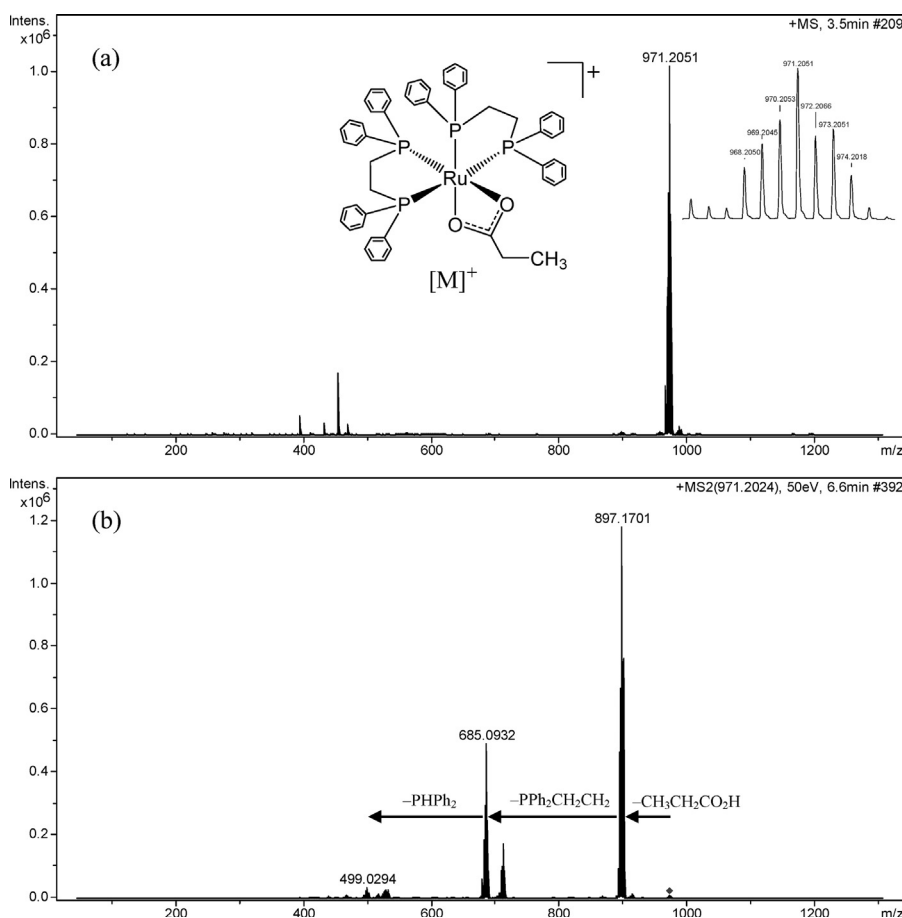 Intens.
x10⁶
+MS, 3.5min #209
(a)
971.2051
1.0
0.8
0.6
0.4
0.2
0.0
P
P
P
P
Ru
O
O
CH₃
+
[M]⁺
968.2050
969.2045
970.2053
971.2051
972.2066
973.2051
974.2018
200
400
600
800
1000
1200
m/z
Intens.
x10⁶
+MS2(971.2024), 50eV, 6.6min #392
(b)
897.1701
1.2
1.0
0.8
0.6
0.4
0.2
0.0
685.0932
–PHPh₂
–PPh₂CH₂CH₂
–CH₃CH₂CO₂H
499.0294
200
400
600
800
1000
1200
m/z